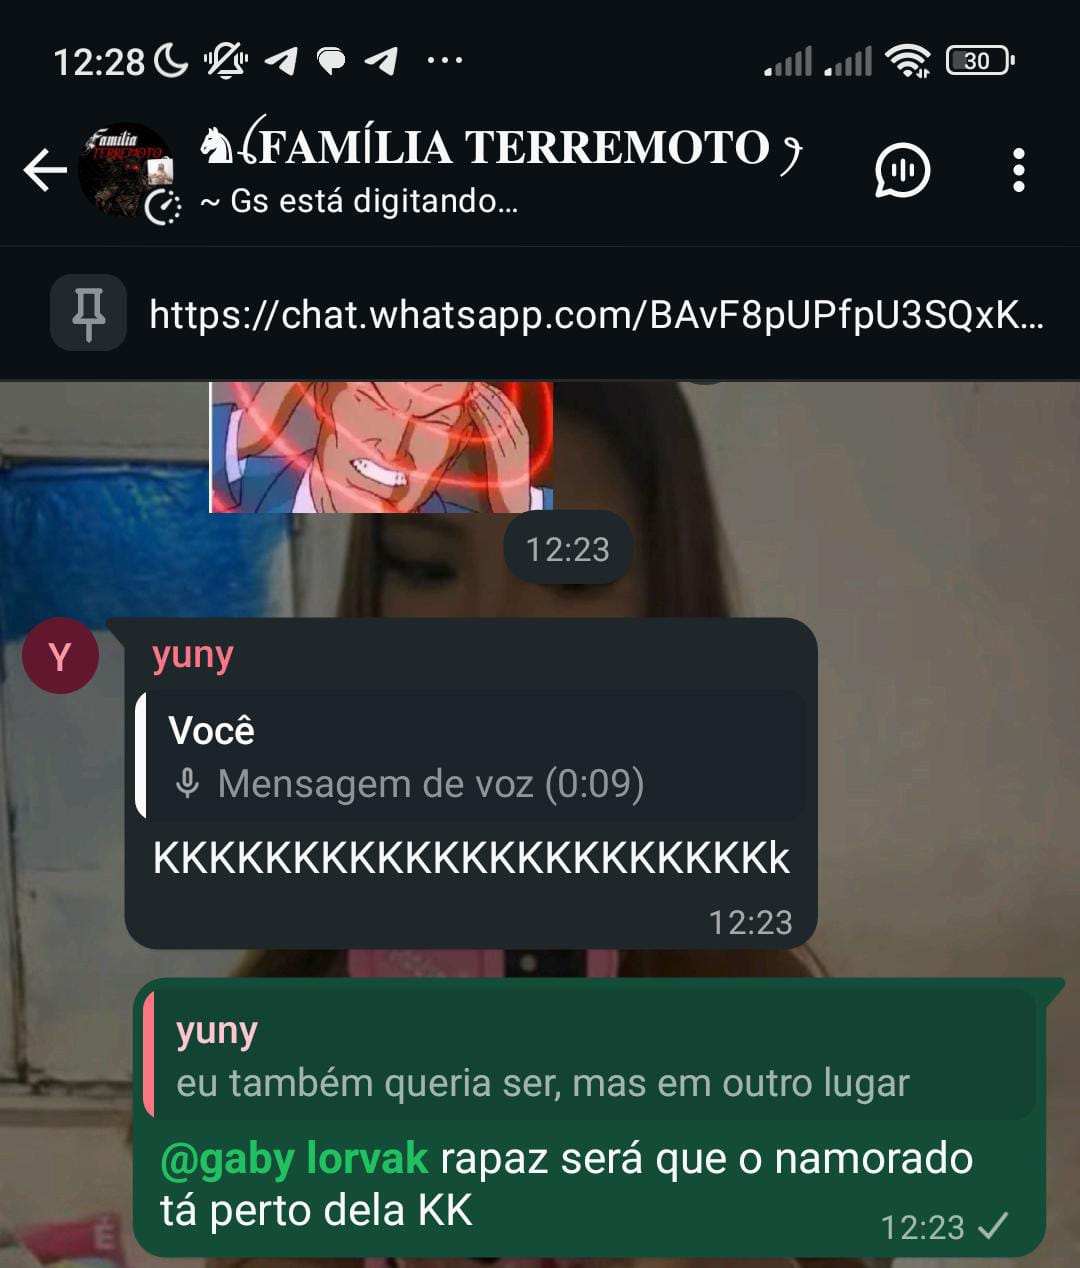 12:28
30
Família
TERREMOTO
FAMÍLIA TERREMOTO
~ Gs está digitando...
https://chat.whatsapp.com/BAvF8pUPfpU3SQxK...
12:23
Y
yuny
Você
Mensagem de voz (0:09)
KKKKKKKKKKKKKKKKKKKKKKk
12:23
yuny
eu também queria ser, mas em outro lugar
@gaby lorvak rapaz será que o namorado
tá perto dela KK
12:23